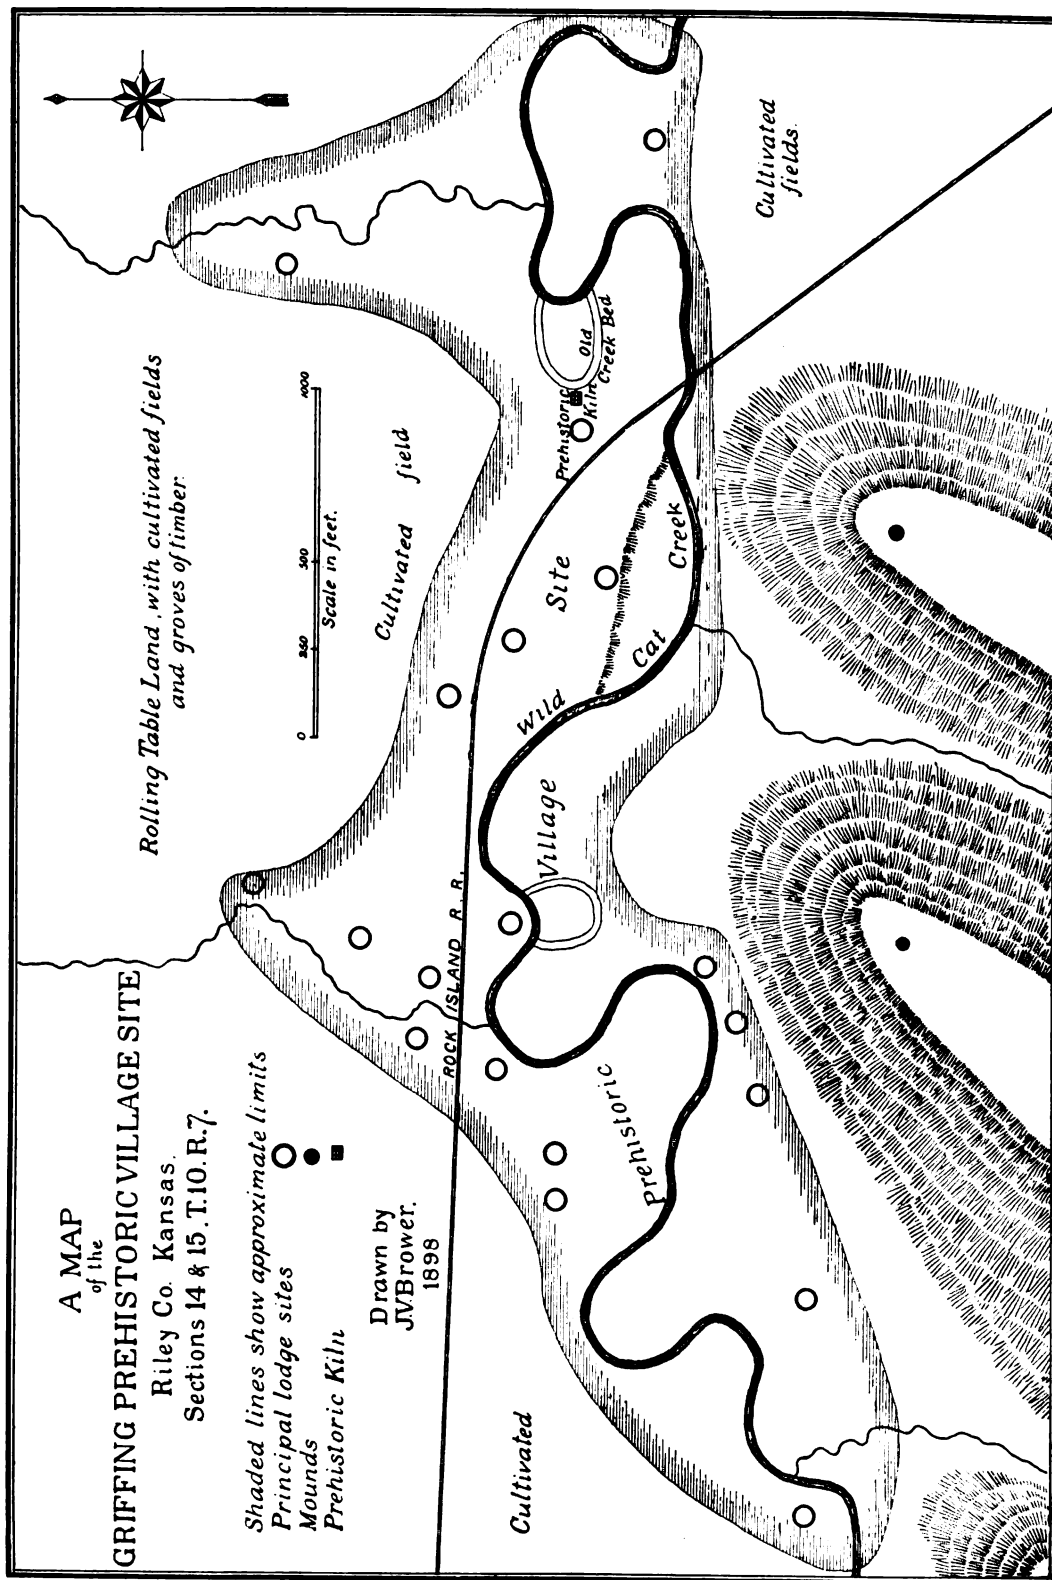 A MAP
of the
GRIFFING PREHISTORIC VILLAGE SITE
Riley Co. Kansas.
Sections 14 & 15. T.10. R.7.
Shaded lines show approximate limits
Principal lodge sites
Mounds
Prehistoric Kiln
Drawn by
J.V.Brower.
1898
Cultivated
Rolling Table Land, with cultivated fields
and groves of timber.
0 250 500 1000
Scale in feet.
Cultivated field
ROCK ISLAND R.R.
Prehistoric
Village
Site
Wild
Cat
Creek
Prehistoric
Kiln
Old
Creek Bed
Cultivated
fields.